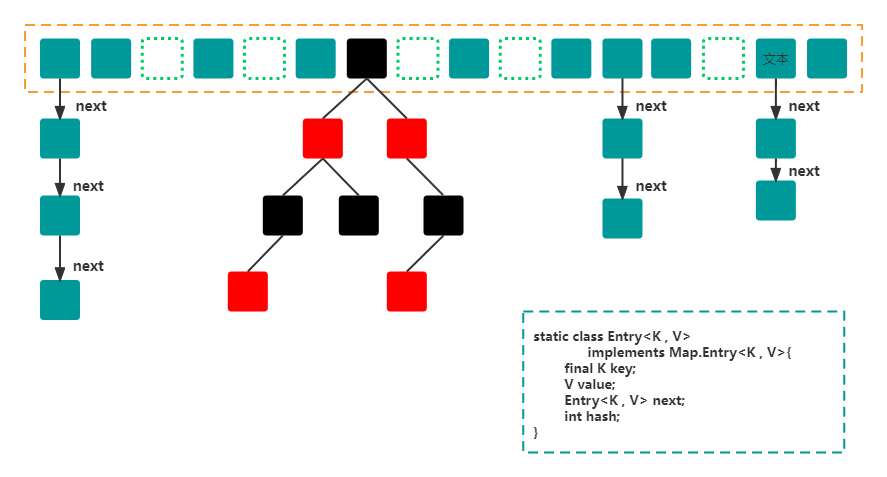 文本
next
next
next
next
next
next
next
static class Entry<K , V>
implements Map.Entry<K , V>{
final K key;
V value;
Entry<K , V> next;
int hash;
}